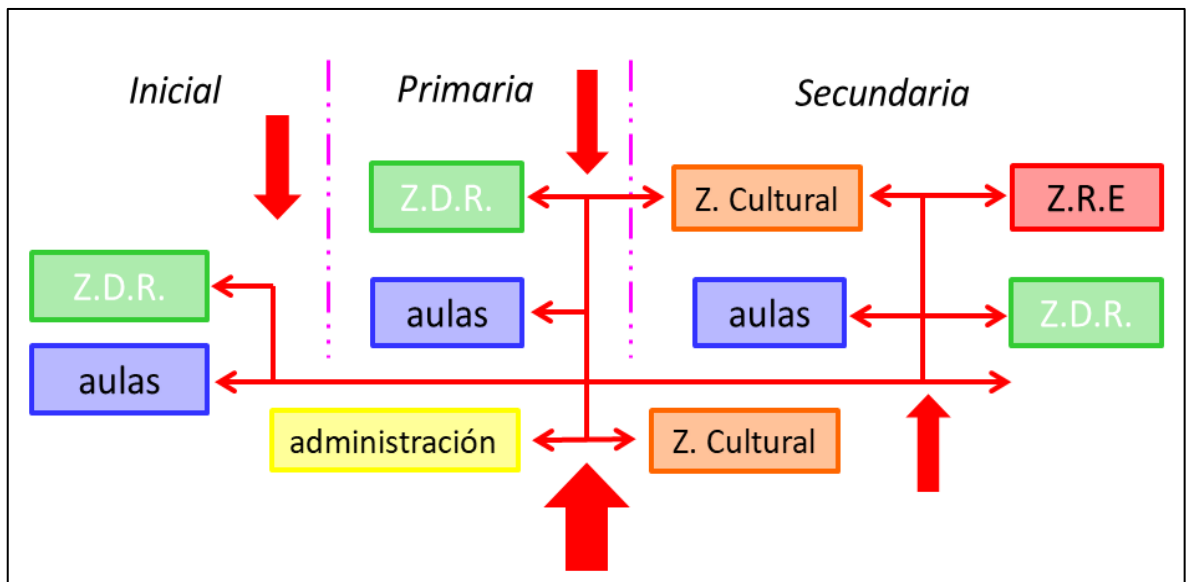 Inicial
Primaria
Secundaria
Z.D.R.
Z. Cultural
Z.R.E
Z.D.R.
aulas
aulas
Z.D.R.
aulas
administración
Z. Cultural